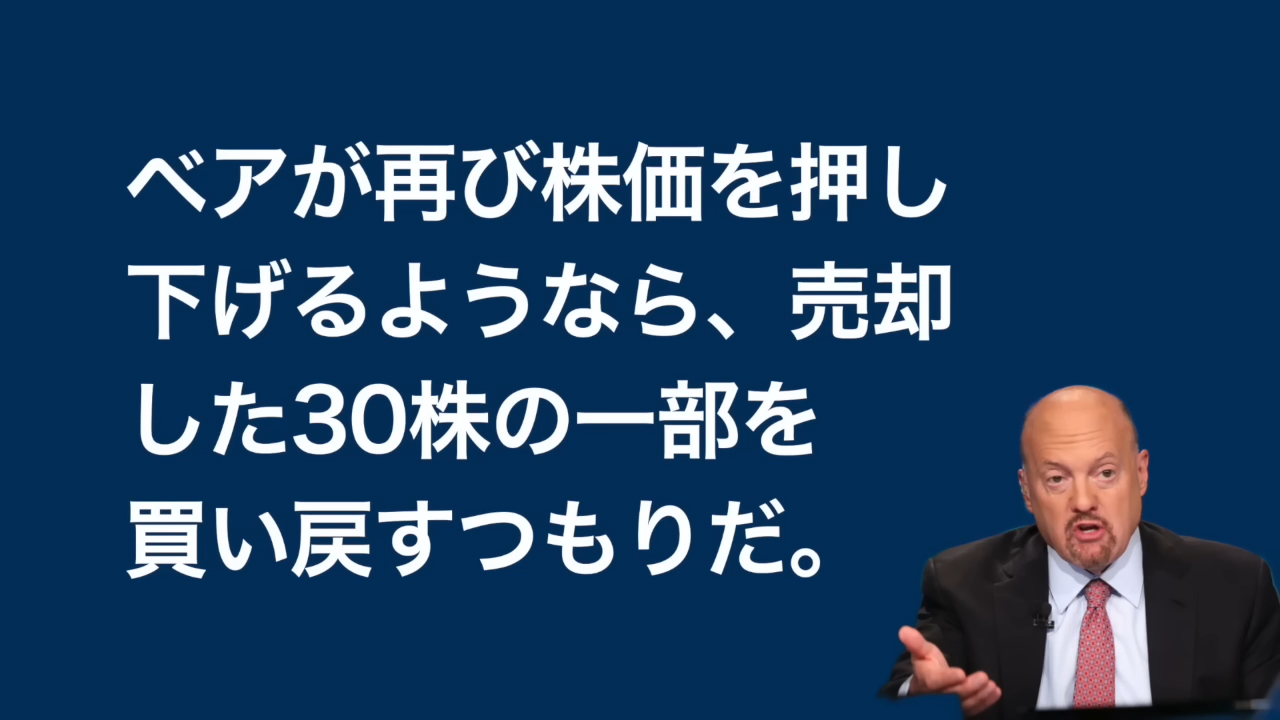 ベアが再び株価を押し
下げるようなら、売却
した30株の一部を
買い戻すつもりだ。